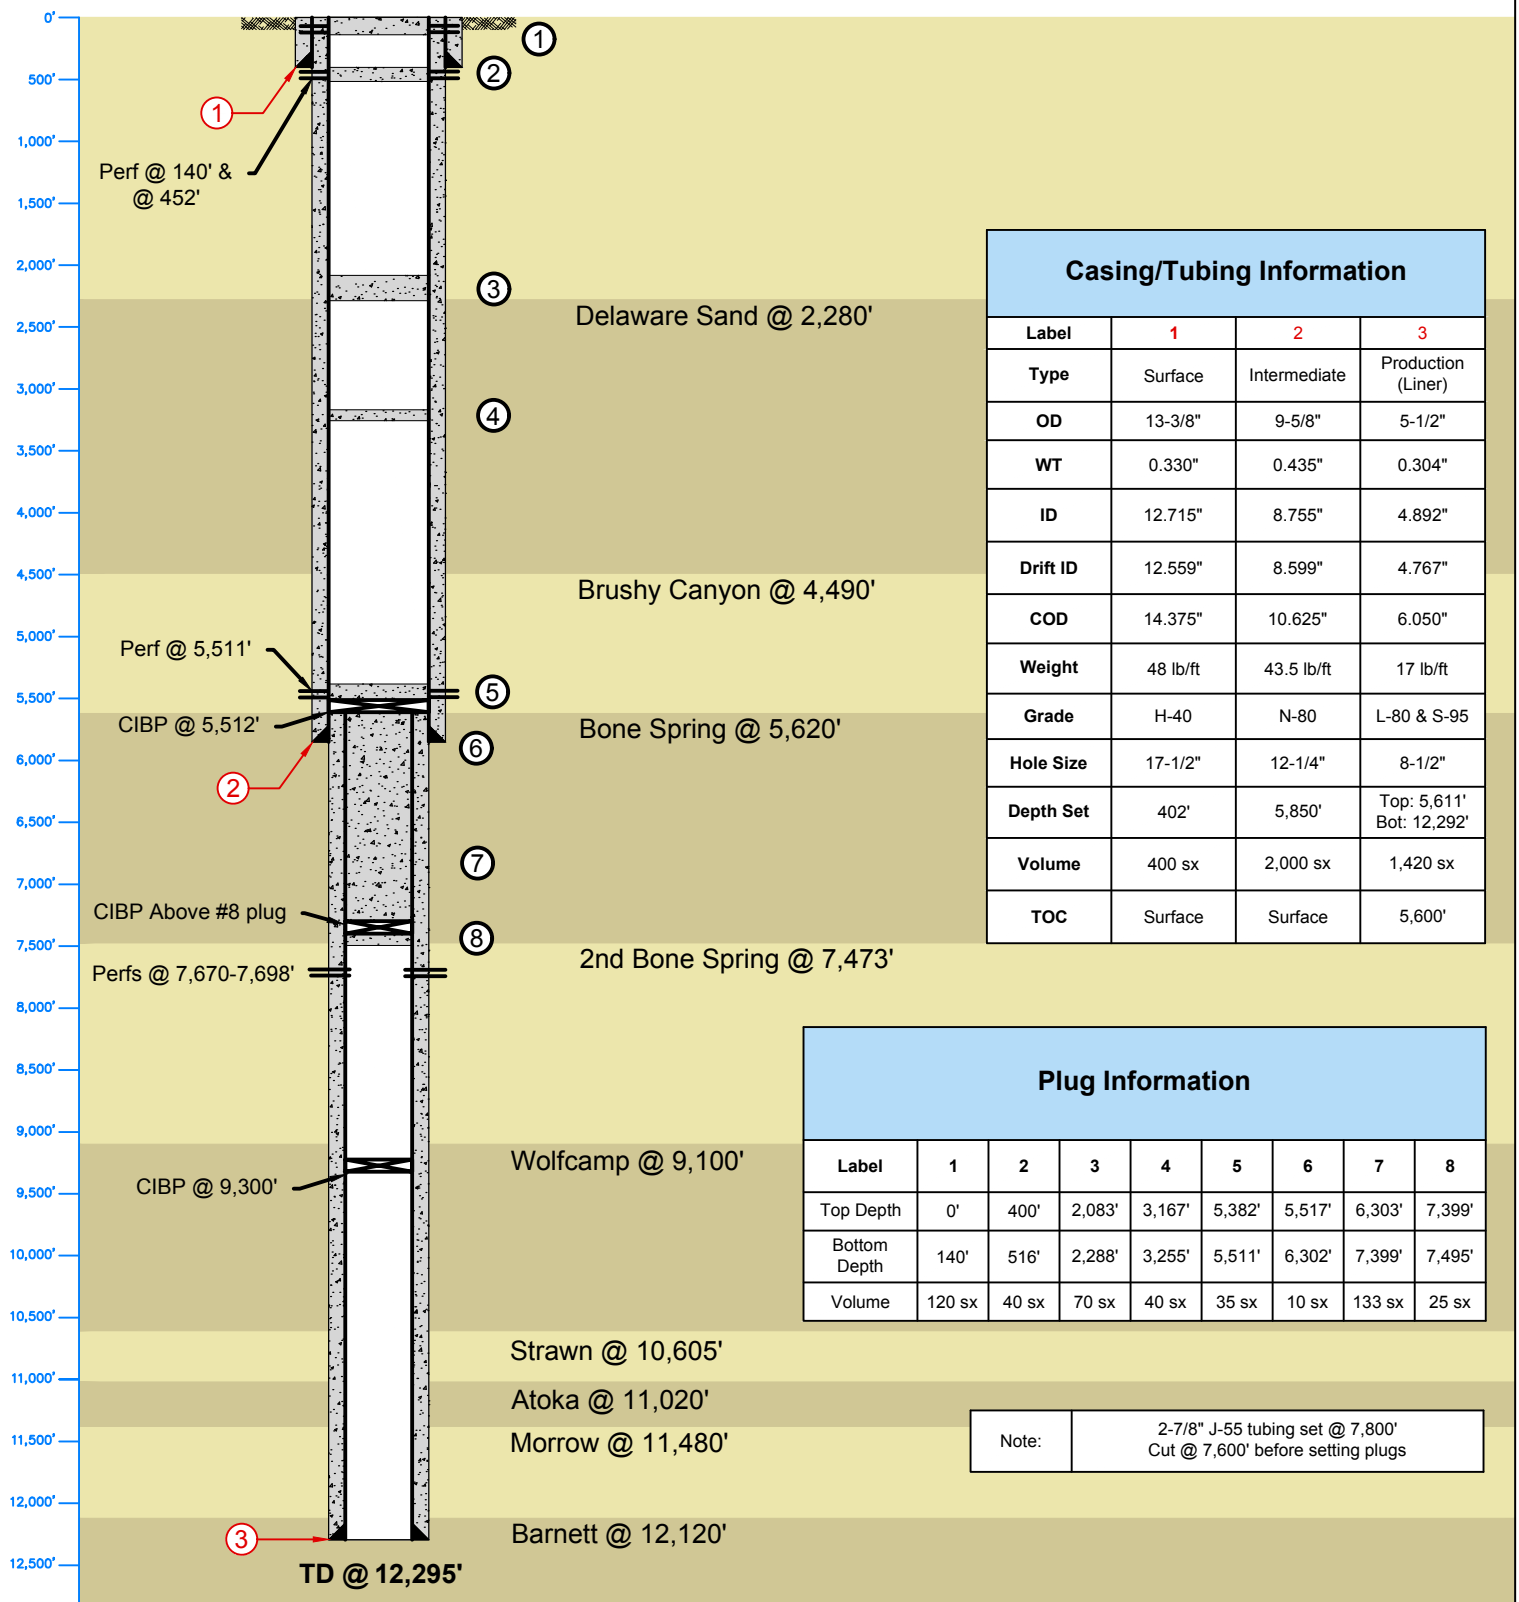 0'
500'
1,000'
1,500'
2,000'
2,500'
3,000'
3,500'
4,000'
4,500'
5,000'
5,500'
6,000'
6,500'
7,000'
7,500'
8,000'
8,500'
9,000'
9,500'
10,000'
10,500'
11,000'
11,500'
12,000'
12,500'
1
2
1
Perf @ 140' &
@ 452'
3
Delaware Sand @ 2,280'
4
Brushy Canyon @ 4,490'
Perf @ 5,511'
5
CIBP @ 5,512'
Bone Spring @ 5,620'
6
2
7
CIBP Above #8 plug
8
2nd Bone Spring @ 7,473'
Perfs @ 7,670-7,698'
Wolfcamp @ 9,100'
CIBP @ 9,300'
Strawn @ 10,605'
Atoka @ 11,020'
Morrow @ 11,480'
Barnett @ 12,120'
3
TD @ 12,295'
Casing/Tubing Information
Label 1 2 3
Type Surface Intermediate Production (Liner)
OD 13-3/8" 9-5/8" 5-1/2"
WT 0.330" 0.435" 0.304"
ID 12.715" 8.755" 4.892"
Drift ID 12.559" 8.599" 4.767"
COD 14.375" 10.625" 6.050"
Weight 48 lb/ft 43.5 lb/ft 17 lb/ft
Grade H-40 N-80 L-80 & S-95
Hole Size 17-1/2" 12-1/4" 8-1/2"
Depth Set 402' 5,850' Top: 5,611' Bot: 12,292'
Volume 400 sx 2,000 sx 1,420 sx
TOC Surface Surface 5,600'
Plug Information
Label 1 2 3 4 5 6 7 8
Top Depth 0' 400' 2,083' 3,167' 5,382' 5,517' 6,303' 7,399'
Bottom Depth 140' 516' 2,288' 3,255' 5,511' 6,302' 7,399' 7,495'
Volume 120 sx 40 sx 70 sx 40 sx 35 sx 10 sx 133 sx 25 sx
Note:
2-7/8" J-55 tubing set @ 7,800'
Cut @ 7,600' before setting plugs